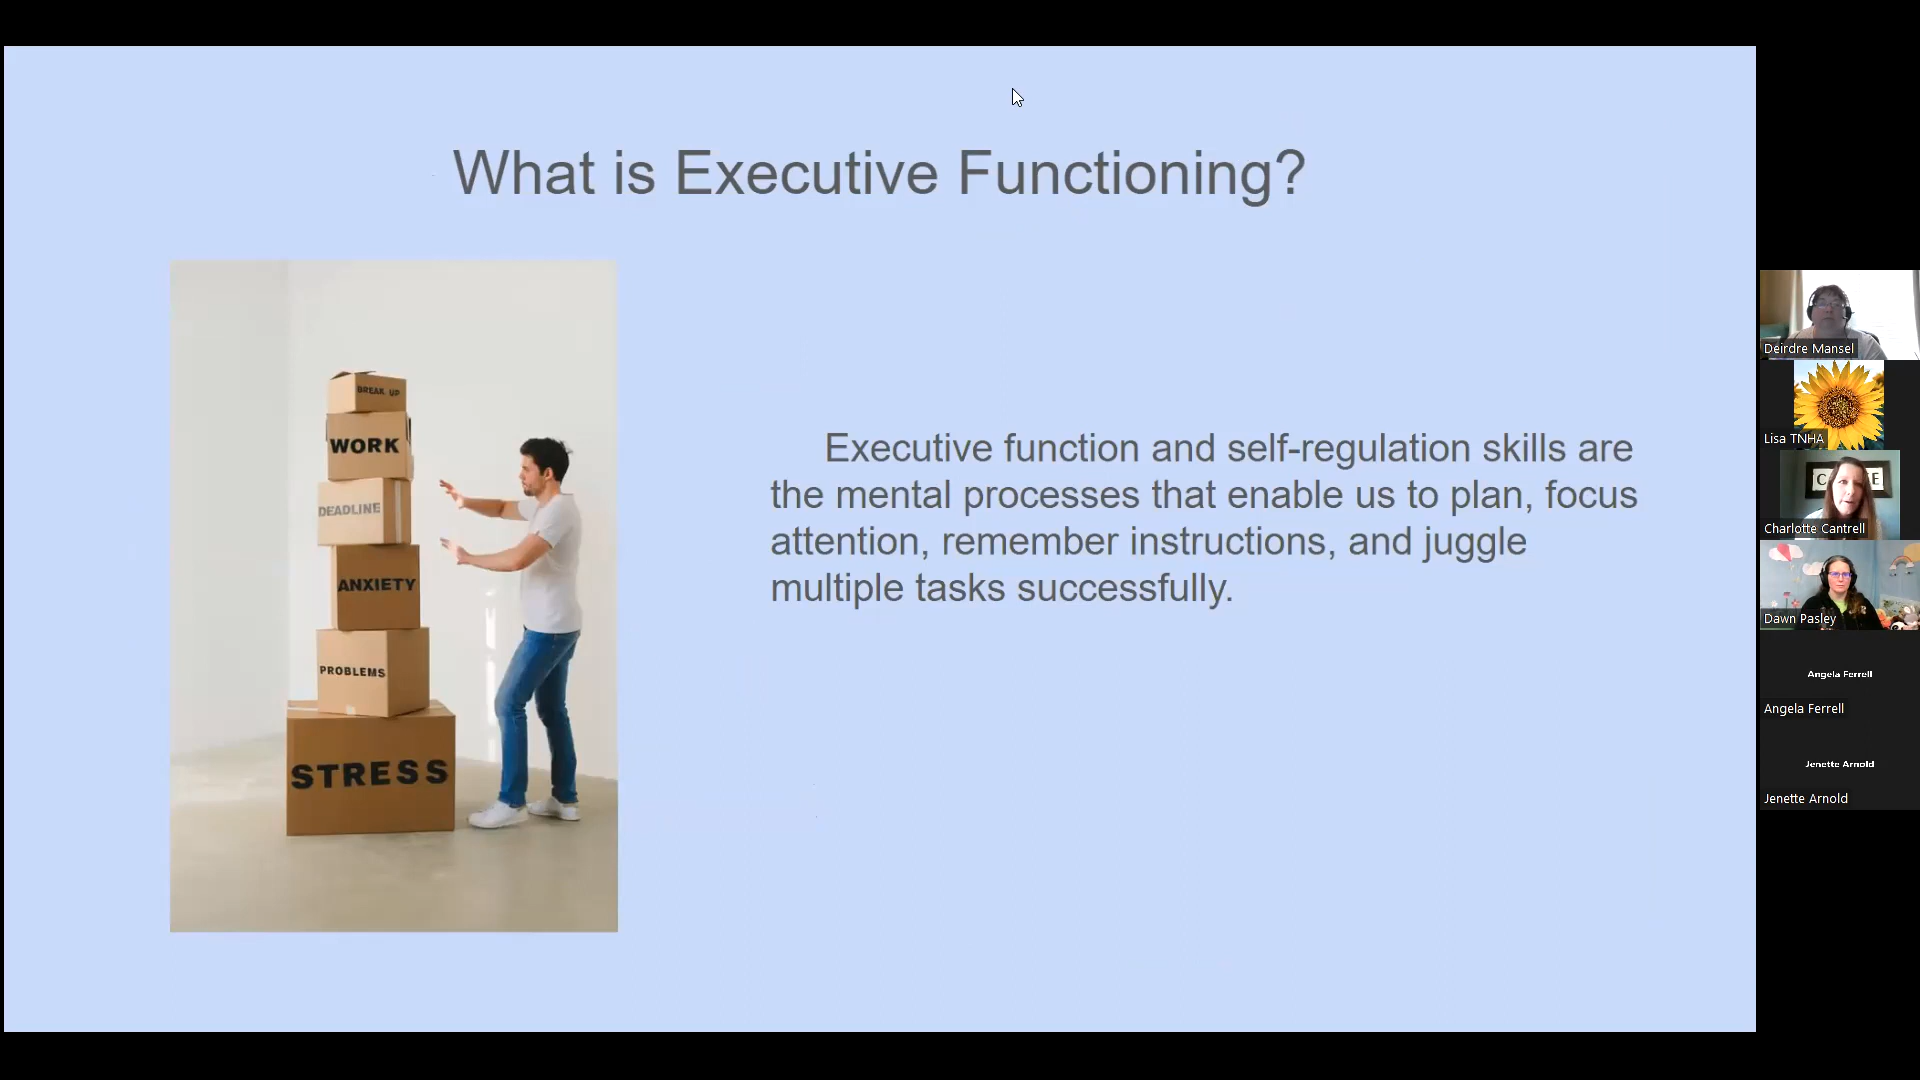 What is Executive Functioning?
BREAK UP
WORK
DEADLINE
ANXIETY
PROBLEMS
STRESS
Executive function and self-regulation skills are
the mental processes that enable us to plan, focus
attention, remember instructions, and juggle
multiple tasks successfully.
Deirdre Mansel
Lisa TNHA
Charlotte Cantrell
Dawn Pasley
Angela Ferrell
Angela Ferrell
Jenette Arnold
Jenette Arnold